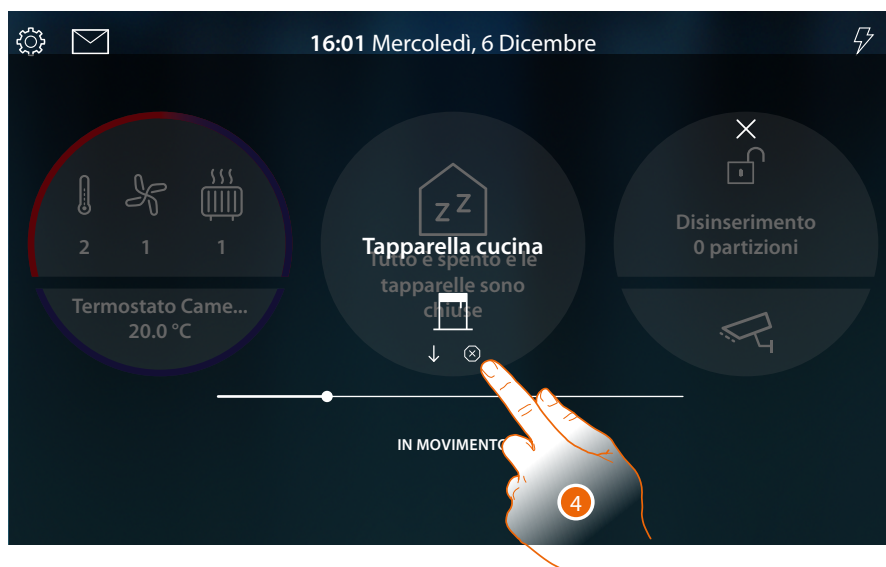 16:01 Mercoledì, 6 Dicembre
2 1 1
Termostato Came...
20.0 °C
zz
Tapparella cucina
Tutto è spento e le
tapparelle sono
chiuse
Disinserimento
0 partizioni
IN MOVIMENTO
4